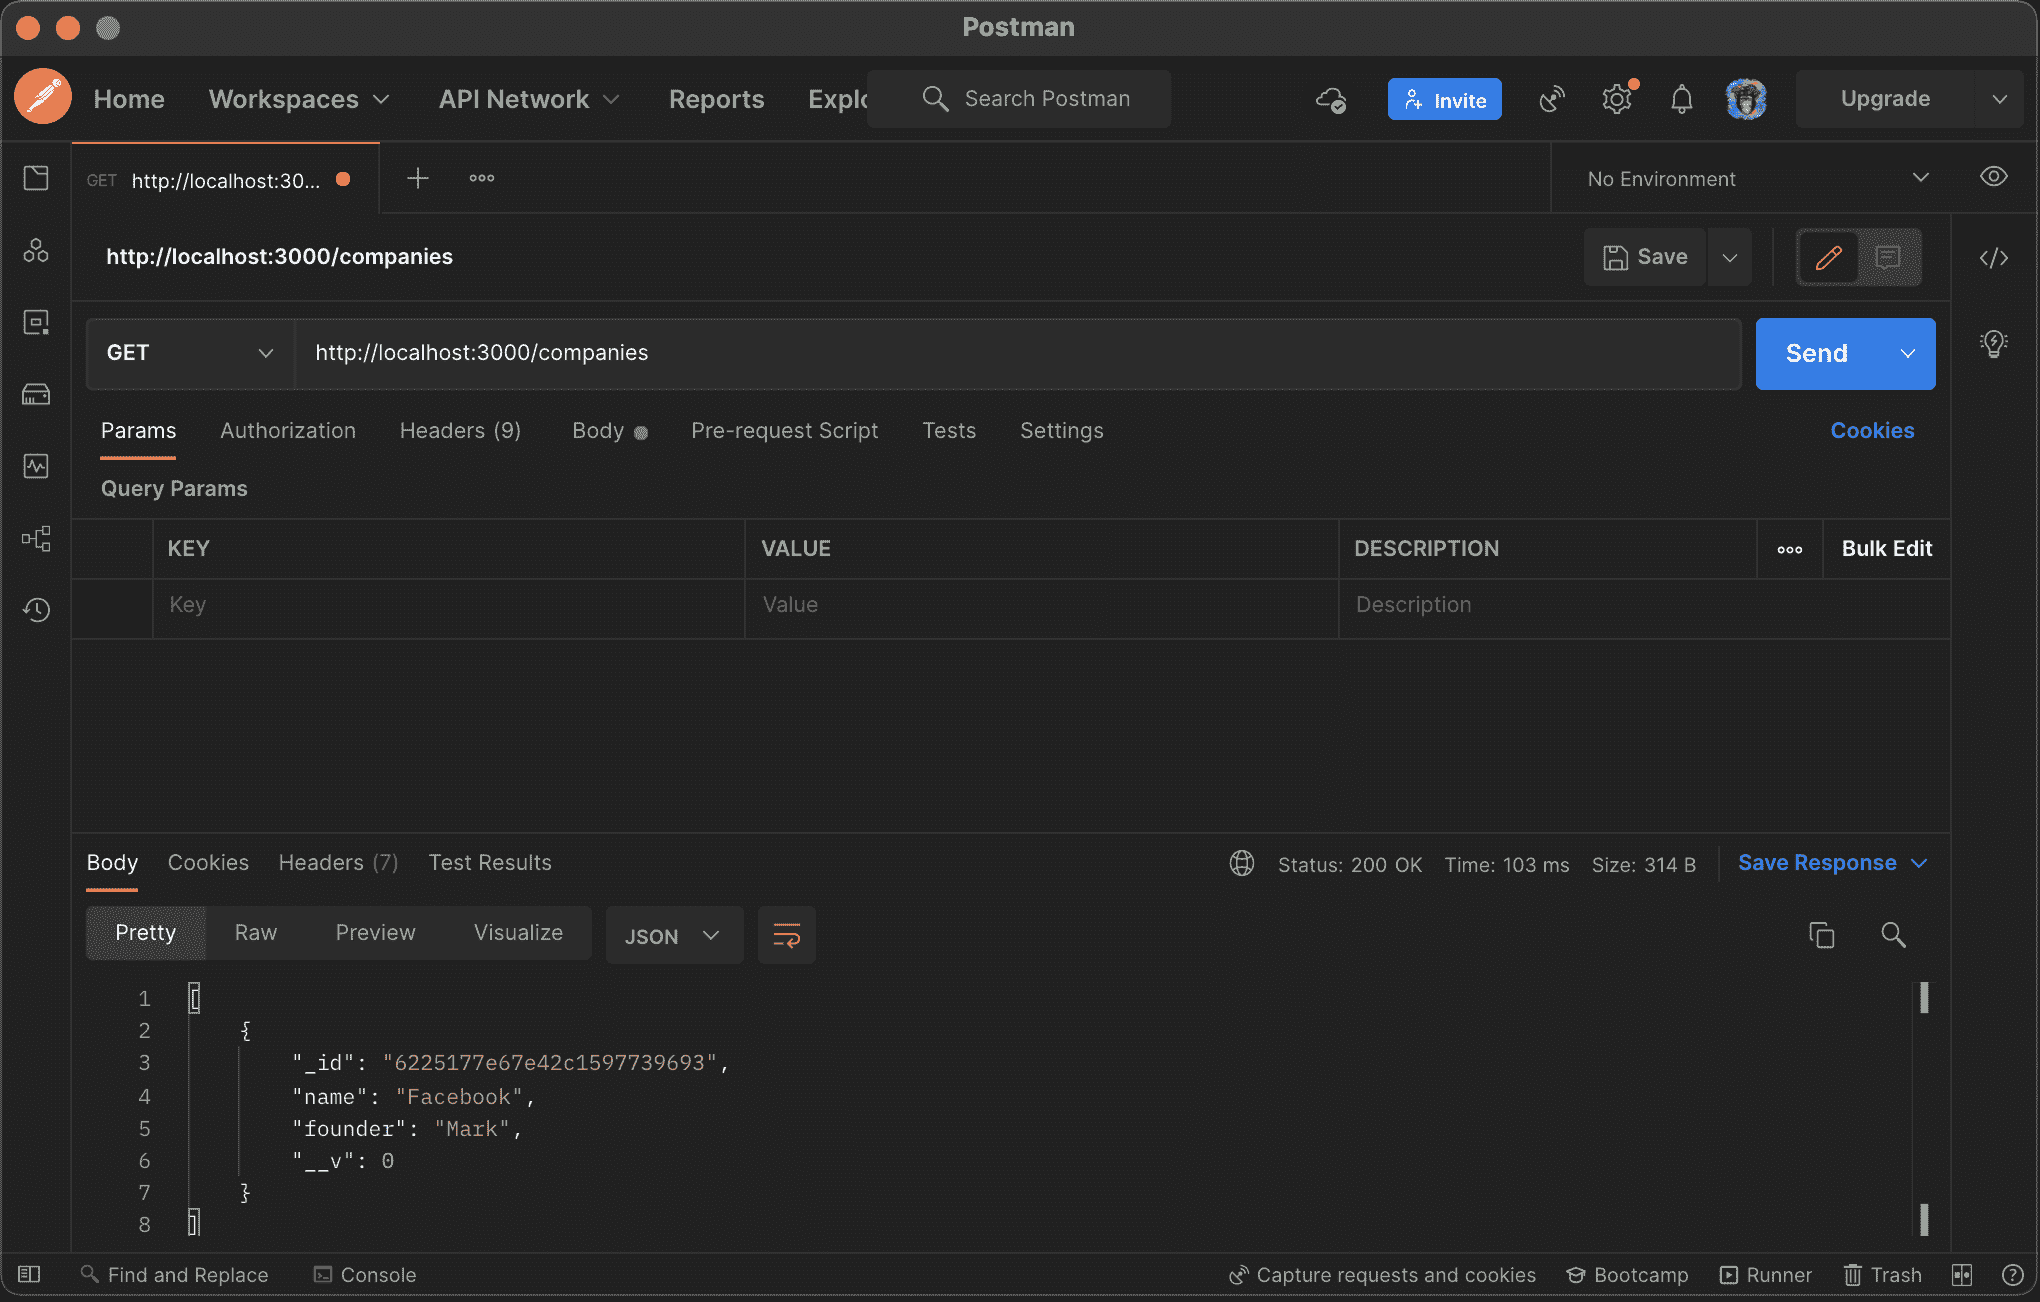 Postman
Home Workspaces API Network Reports Explo Search Postman Invite Upgrade
GET http://localhost:30... No Environment
http://localhost:3000/companies Save
GET http://localhost:3000/companies Send
Params Authorization Headers (9) Body Pre-request Script Tests Settings Cookies
Query Params
KEY VALUE DESCRIPTION Bulk Edit
Key Value Description
Body Cookies Headers (7) Test Results Status: 200 OK Time: 103 ms Size: 314 B Save Response
Pretty Raw Preview Visualize JSON
1 [
2 {
3 "_id": "6225177e67e42c1597739693",
4 "name": "Facebook",
5 "founder": "Mark",
6 "__v": 0
7 }
8 ]
Find and Replace Console Capture requests and cookies Bootcamp Runner Trash